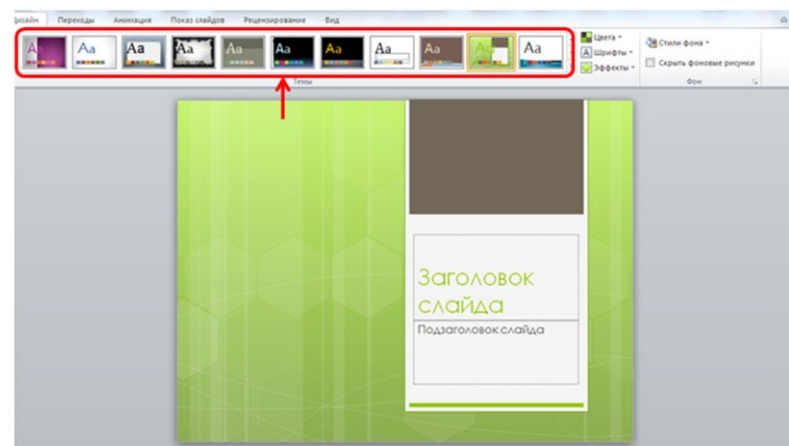 Дизайн Переходы Анимация Показ слайдов Рецензирование Вид
Aa Aa Aa Aa Aa Aa Aa Aa Aa Aa Aa
Цвета
Шрифты
Эффекты
Стили фона
Скрыть фоновые рисунки
Темы
Фон
Заголовок
слайда
Подзаголовок слайда